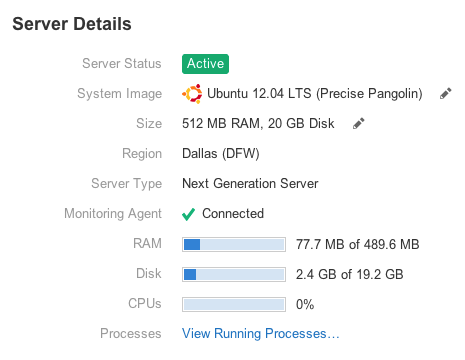 Server Details
Server Status Active
System Image Ubuntu 12.04 LTS (Precise Pangolin)
Size 512 MB RAM, 20 GB Disk
Region Dallas (DFW)
Server Type Next Generation Server
Monitoring Agent Connected
RAM 77.7 MB of 489.6 MB
Disk 2.4 GB of 19.2 GB
CPUs 0%
Processes View Running Processes…